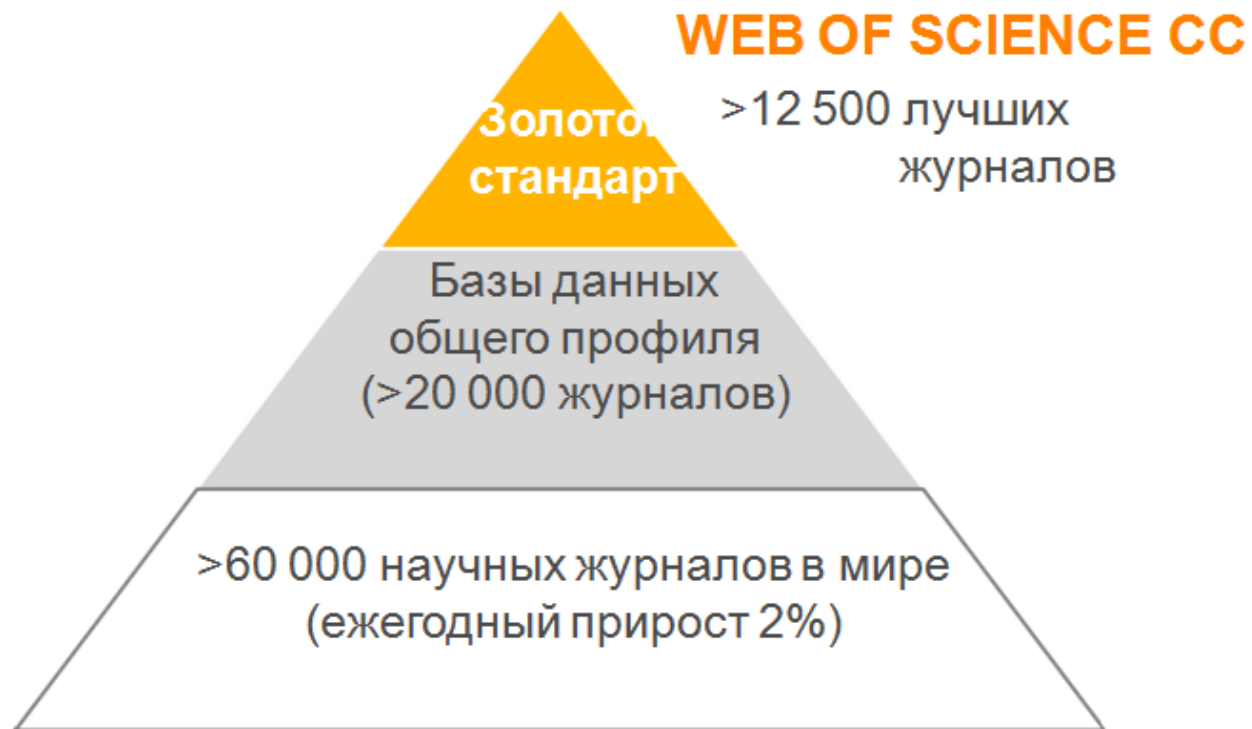 WEB OF SCIENCE CC
>12 500 лучших
журналов
Золотой
стандарт
Базы данных
общего профиля
(>20 000 журналов)
>60 000 научных журналов в мире
(ежегодный прирост 2%)